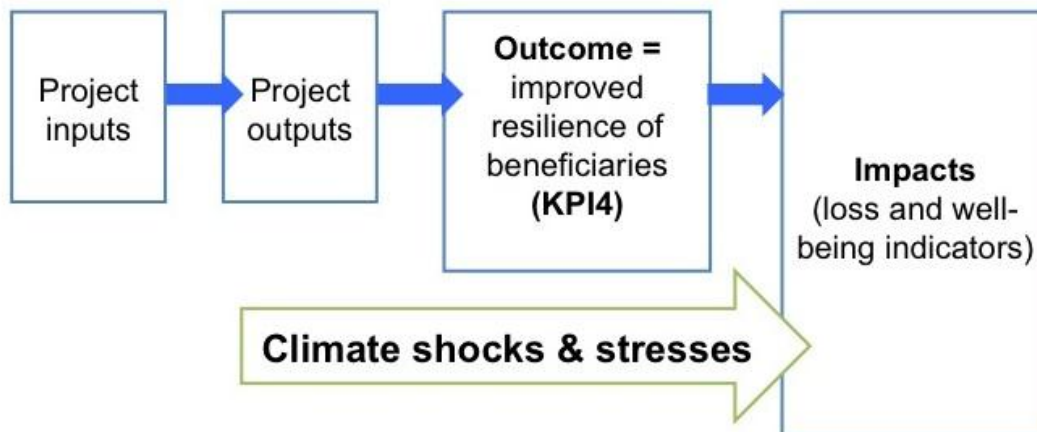 Project
inputs
Project
outputs
Outcome =
improved
resilience of
beneficiaries
(KPI4)
Impacts
(loss and well-
being indicators)
Climate shocks & stresses